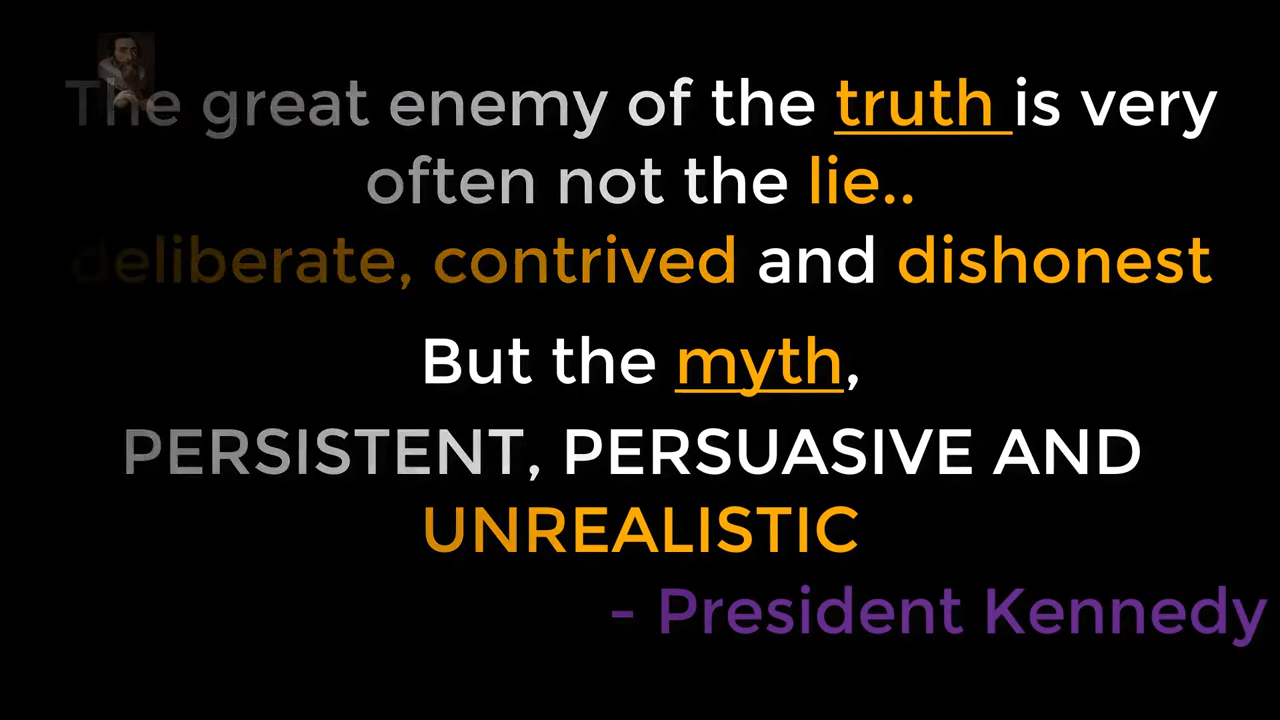 The great enemy of the truth is very
often not the lie..
deliberate, contrived and dishonest
But the myth,
PERSISTENT, PERSUASIVE AND
UNREALISTIC
- President Kennedy